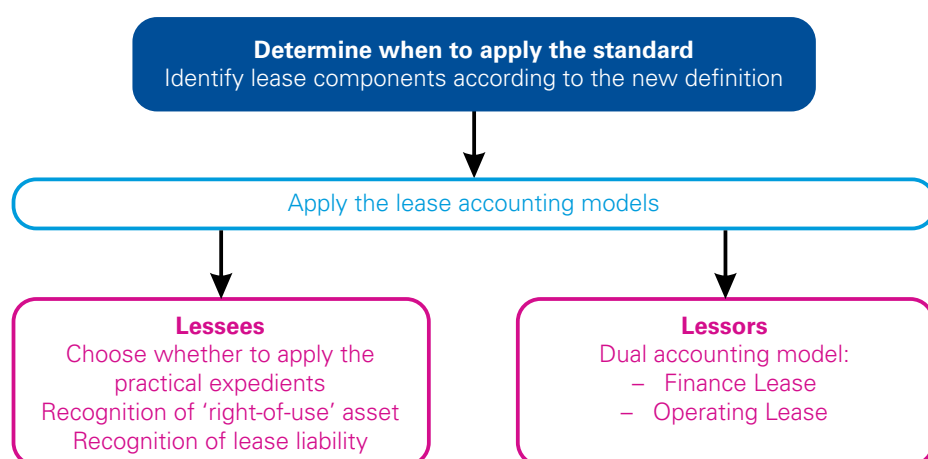 Determine when to apply the standard
Identify lease components according to the new definition
Apply the lease accounting models
Lessees
Choose whether to apply the
practical expedients
Recognition of ‘right-of-use’ asset
Recognition of lease liability
Lessors
Dual accounting model:
– Finance Lease
– Operating Lease